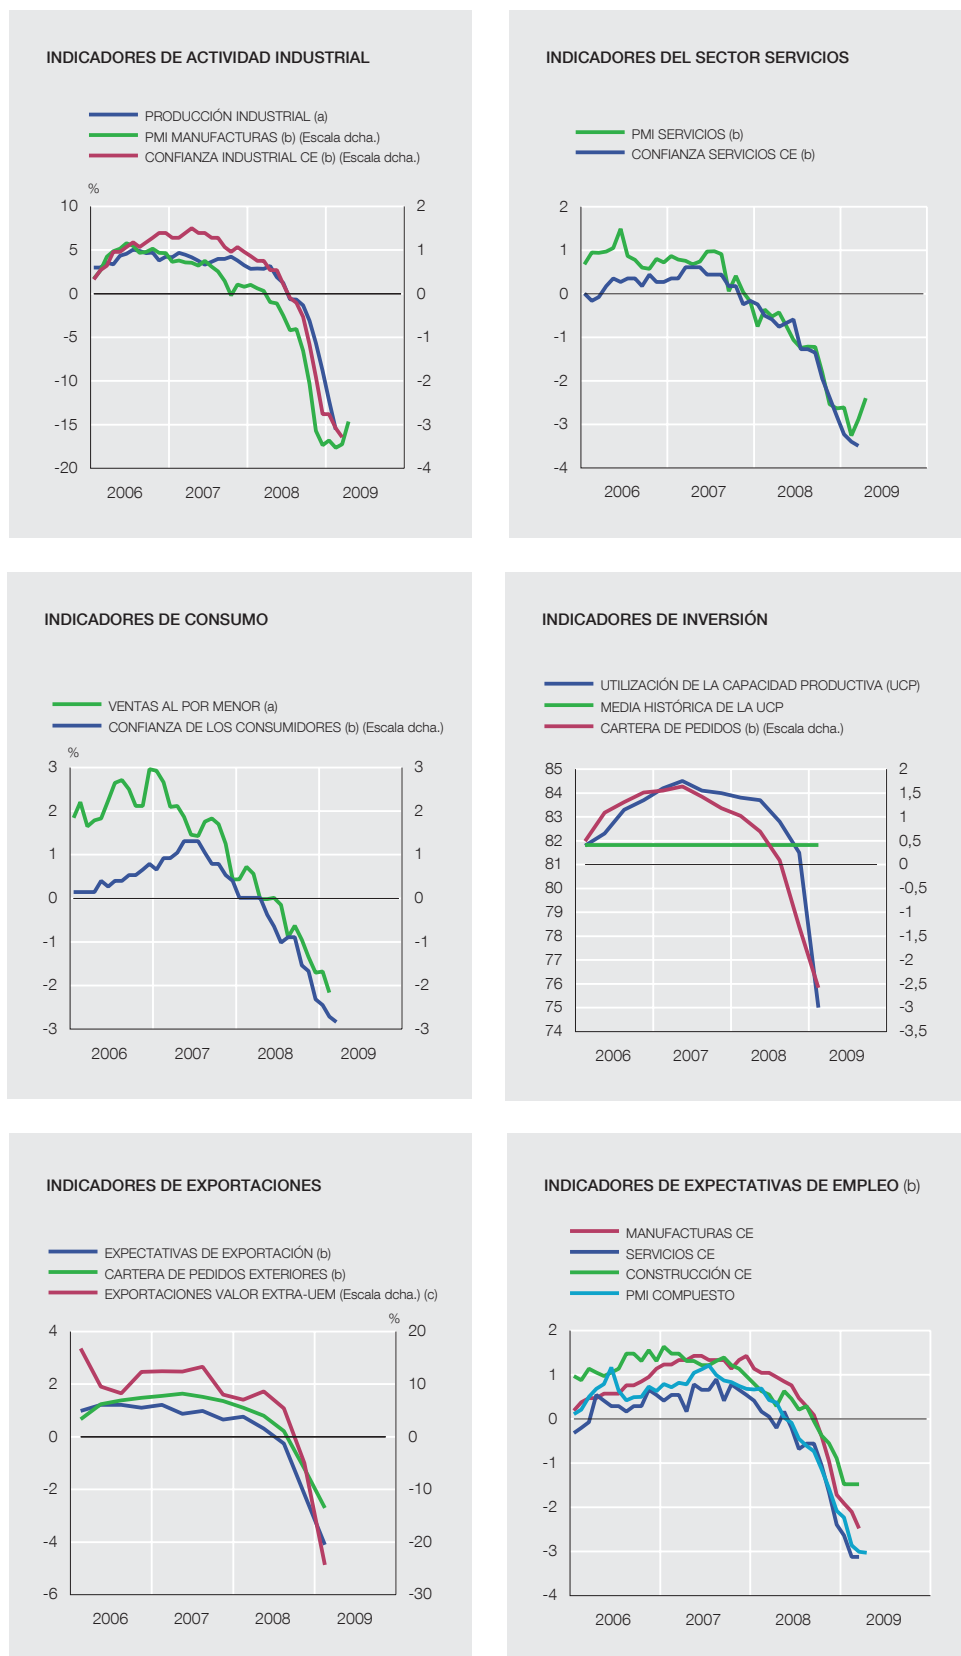 INDICADORES DE ACTIVIDAD INDUSTRIAL
PRODUCCIÓN INDUSTRIAL (a)
PMI MANUFACTURAS (b) (Escala dcha.)
CONFIANZA INDUSTRIAL CE (b) (Escala dcha.)
%
10 2
5 1
0 0
-5 -1
-10 -2
-15 -3
-20 -4
2006 2007 2008 2009
INDICADORES DEL SECTOR SERVICIOS
PMI SERVICIOS (b)
CONFIANZA SERVICIOS CE (b)
2
1
0
-1
-2
-3
-4
2006 2007 2008 2009
INDICADORES DE CONSUMO
VENTAS AL POR MENOR (a)
CONFIANZA DE LOS CONSUMIDORES (b) (Escala dcha.)
%
3 3
2 2
1 1
0 0
-1 -1
-2 -2
-3 -3
2006 2007 2008 2009
INDICADORES DE INVERSIÓN
UTILIZACIÓN DE LA CAPACIDAD PRODUCTIVA (UCP)
MEDIA HISTÓRICA DE LA UCP
CARTERA DE PEDIDOS (b) (Escala dcha.)
85 2
84 1,5
83 1
82 0,5
81 0
80 -0,5
79 -1
78 -1,5
77 -2
76 -2,5
75 -3
74 -3,5
2006 2007 2008 2009
INDICADORES DE EXPORTACIONES
EXPECTATIVAS DE EXPORTACIÓN (b)
CARTERA DE PEDIDOS EXTERIORES (b)
EXPORTACIONES VALOR EXTRA-UEM (Escala dcha.) (c)
%
4 20
2 10
0 0
-2 -10
-4 -20
-6 -30
2006 2007 2008 2009
INDICADORES DE EXPECTATIVAS DE EMPLEO (b)
MANUFACTURAS CE
SERVICIOS CE
CONSTRUCCIÓN CE
PMI COMPUESTO
2
1
0
-1
-2
-3
-4
2006 2007 2008 2009